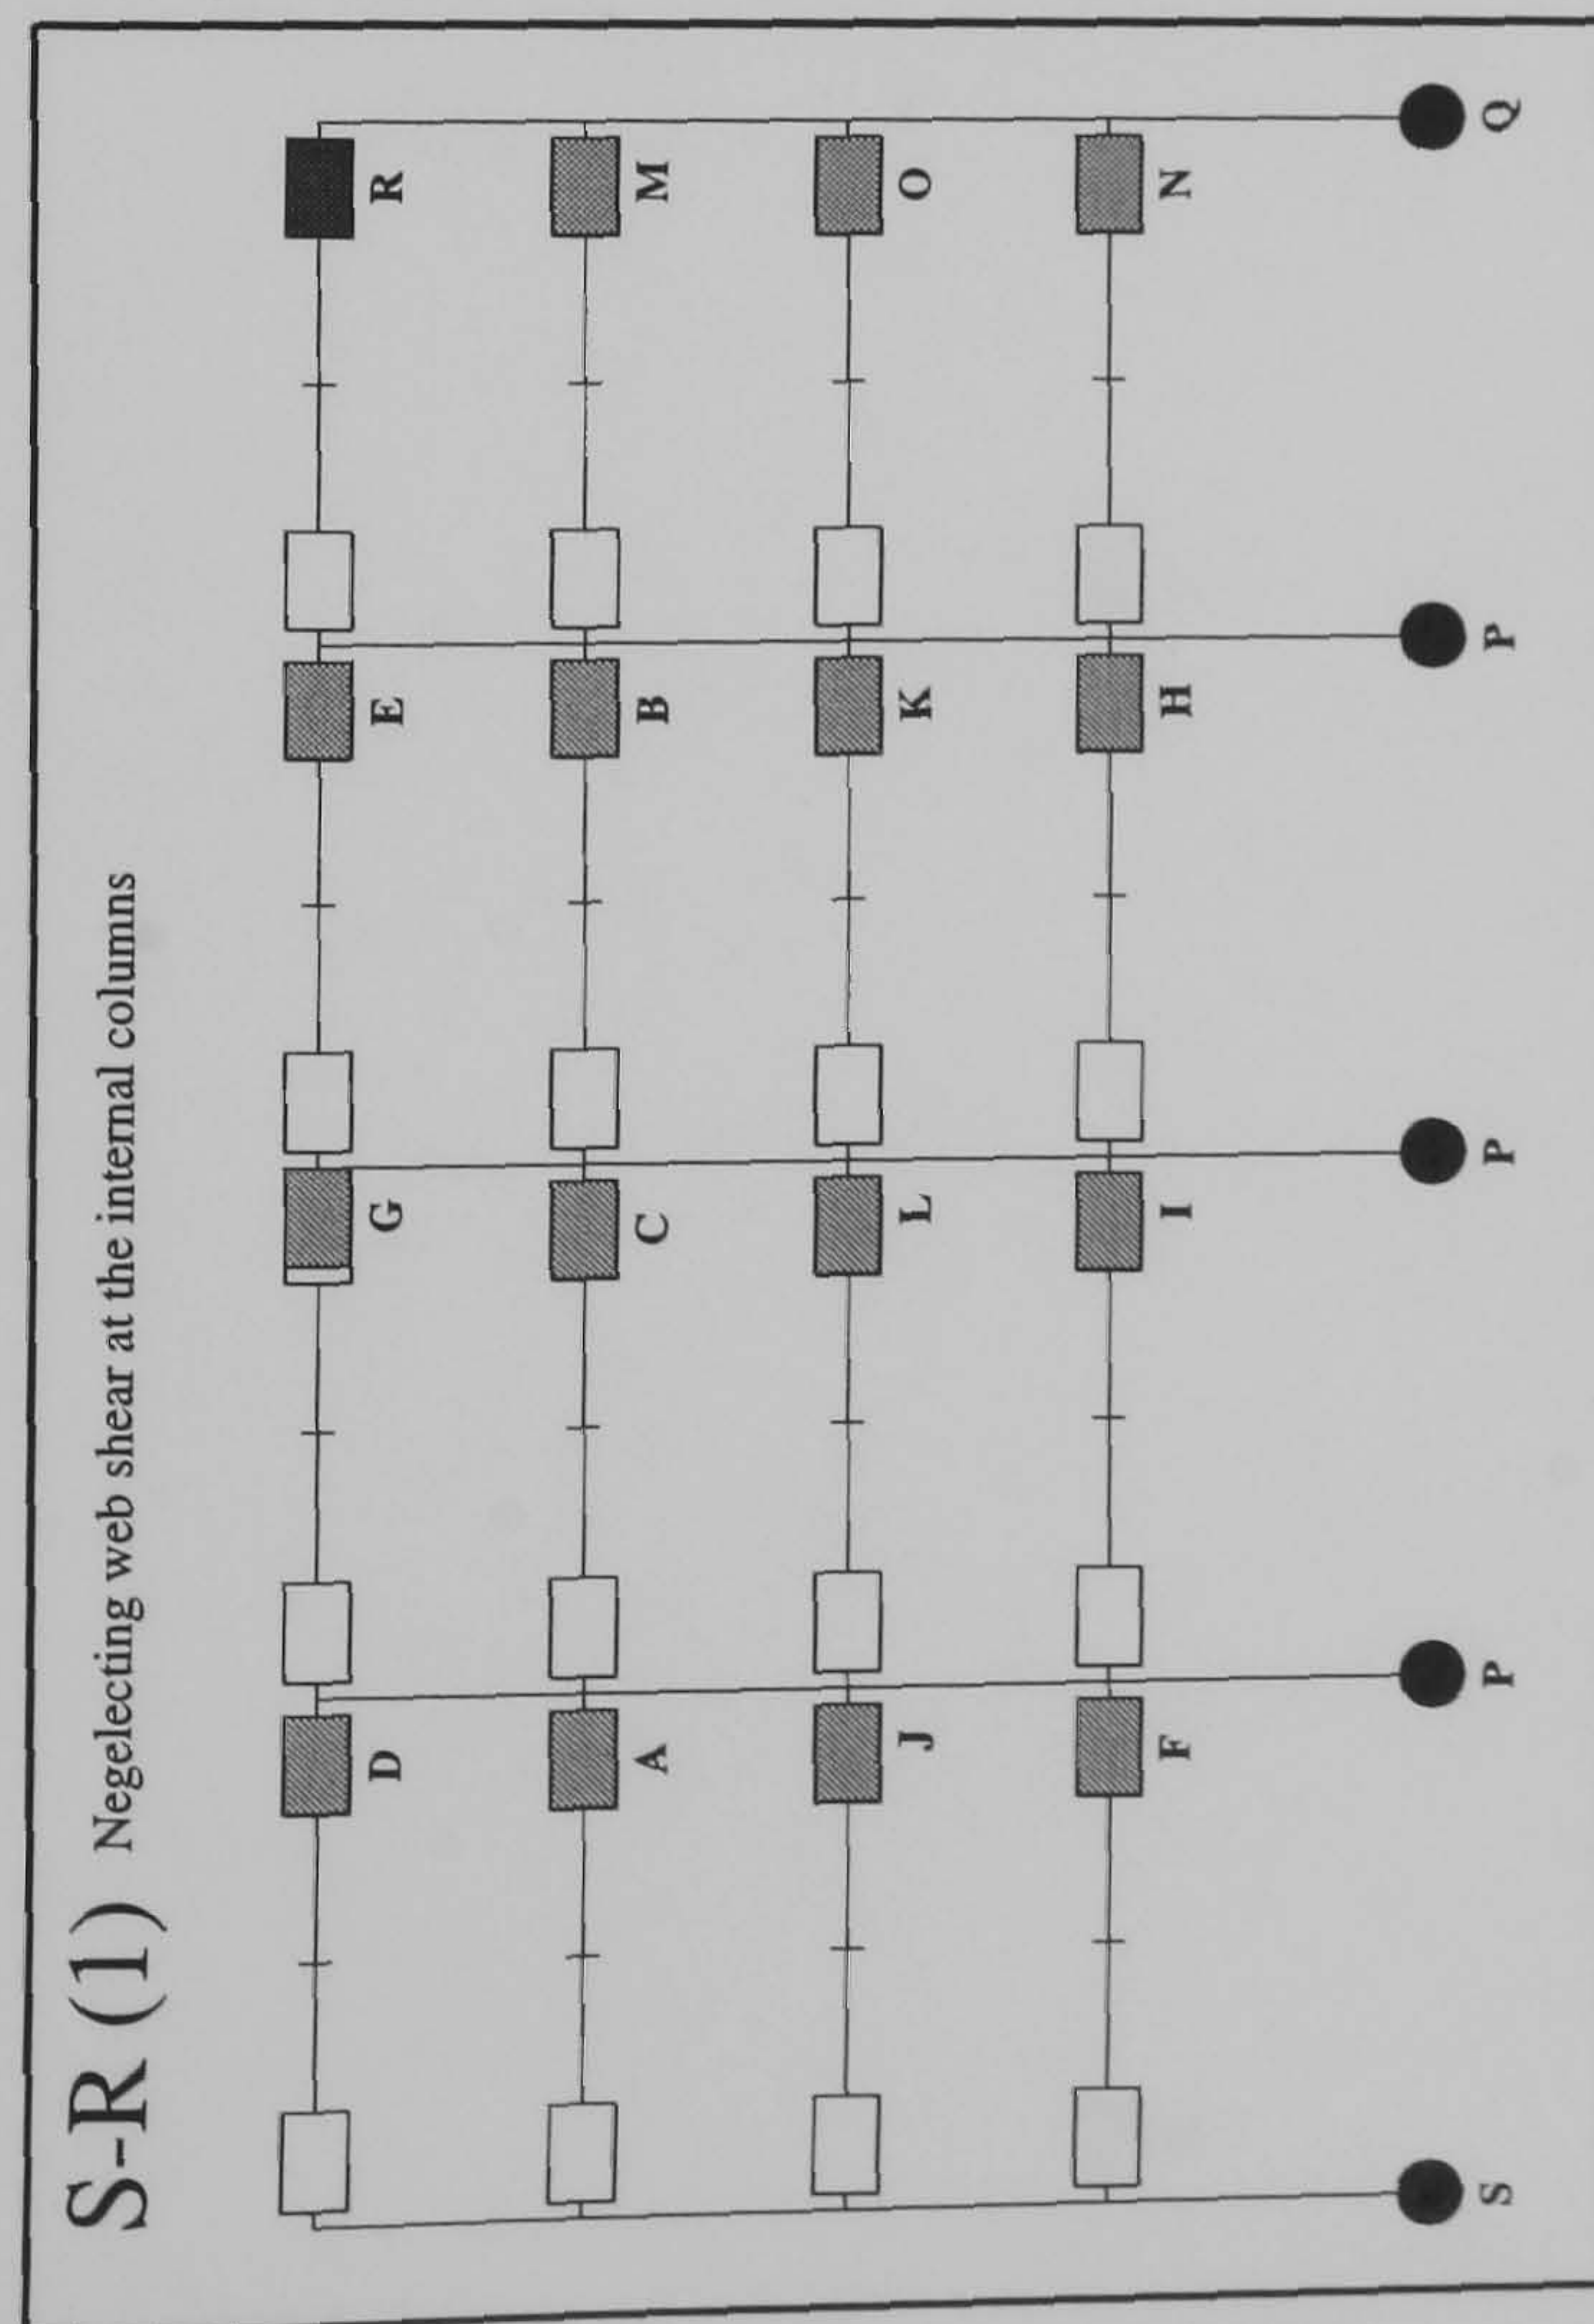 S-R (1) Negelecting web shear at the internal columns
D G E R
A C B M
J L K O
F I H N
S P P P Q